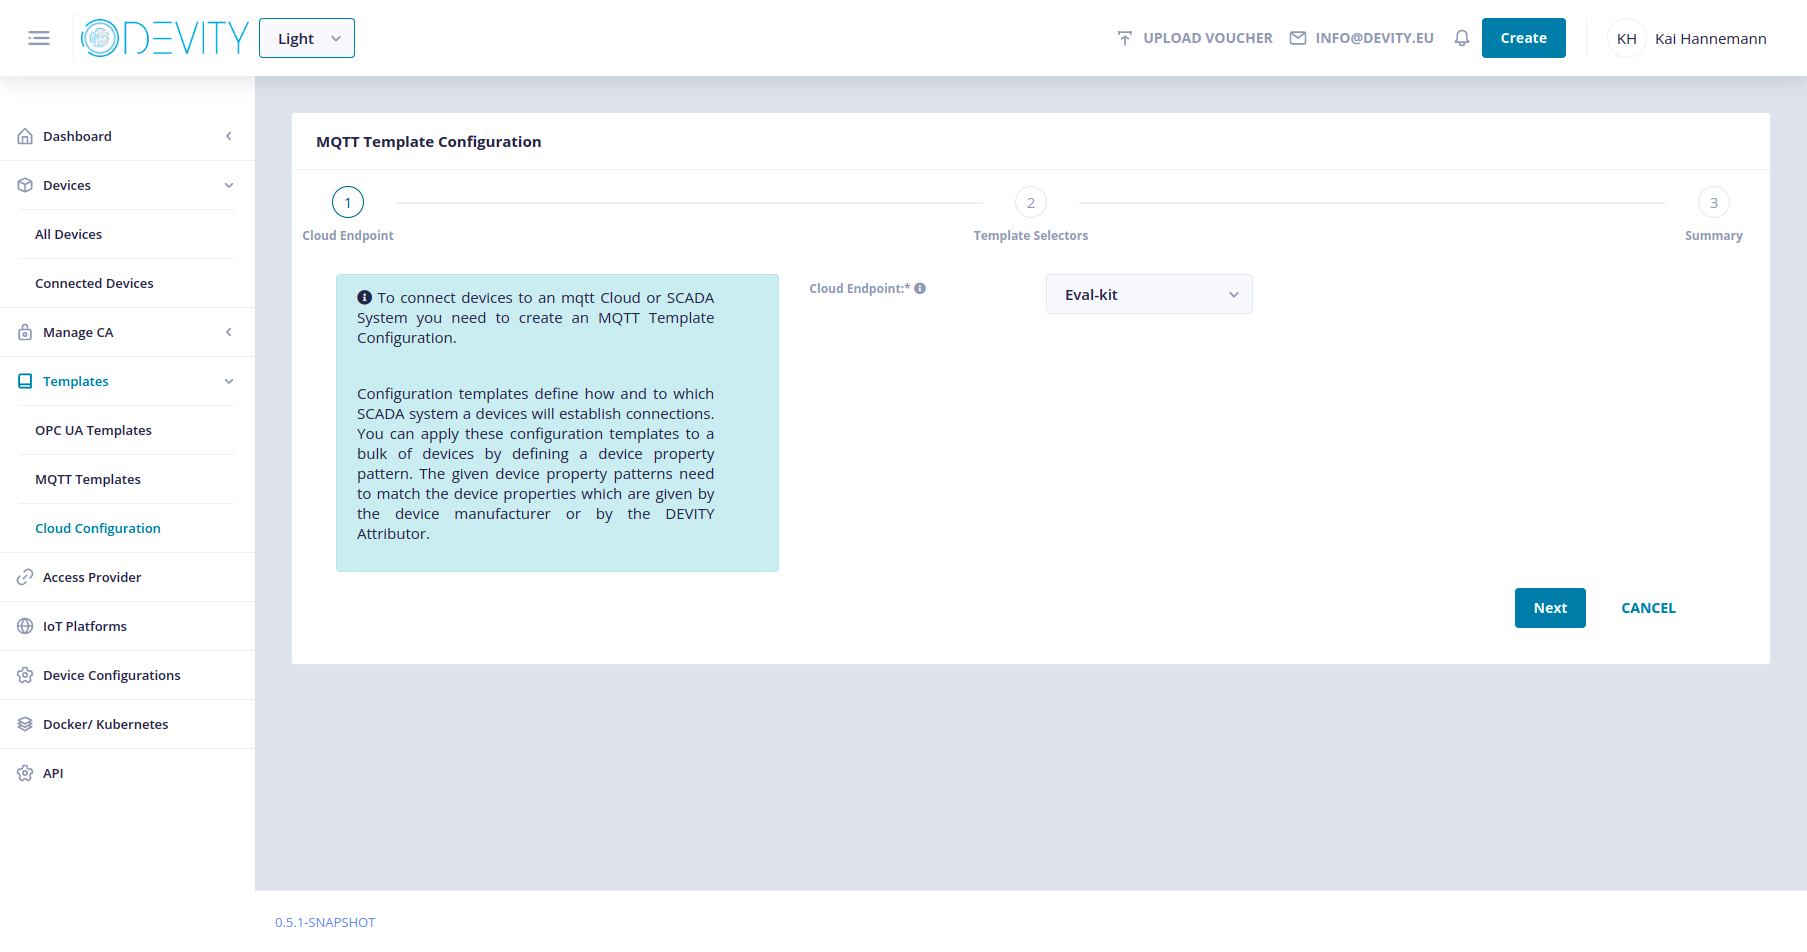 DEVITY
Light
UPLOAD VOUCHER
INFO@DEVITY.EU
Create
KH
Kai Hannemann
Dashboard
Devices
All Devices
Connected Devices
Manage CA
Templates
OPC UA Templates
MQTT Templates
Cloud Configuration
Access Provider
IoT Platforms
Device Configurations
Docker/ Kubernetes
API
MQTT Template Configuration
1
Cloud Endpoint
2
Template Selectors
3
Summary
To connect devices to an mqtt Cloud or SCADA
System you need to create an MQTT Template
Configuration.
Configuration templates define how and to which
SCADA system a devices will establish connections.
You can apply these configuration templates to a
bulk of devices by defining a device property
pattern. The given device property patterns need
to match the device properties which are given by
the device manufacturer or by the DEVITY
Attributor.
Cloud Endpoint:*
Eval-kit
Next
CANCEL
0.5.1-SNAPSHOT